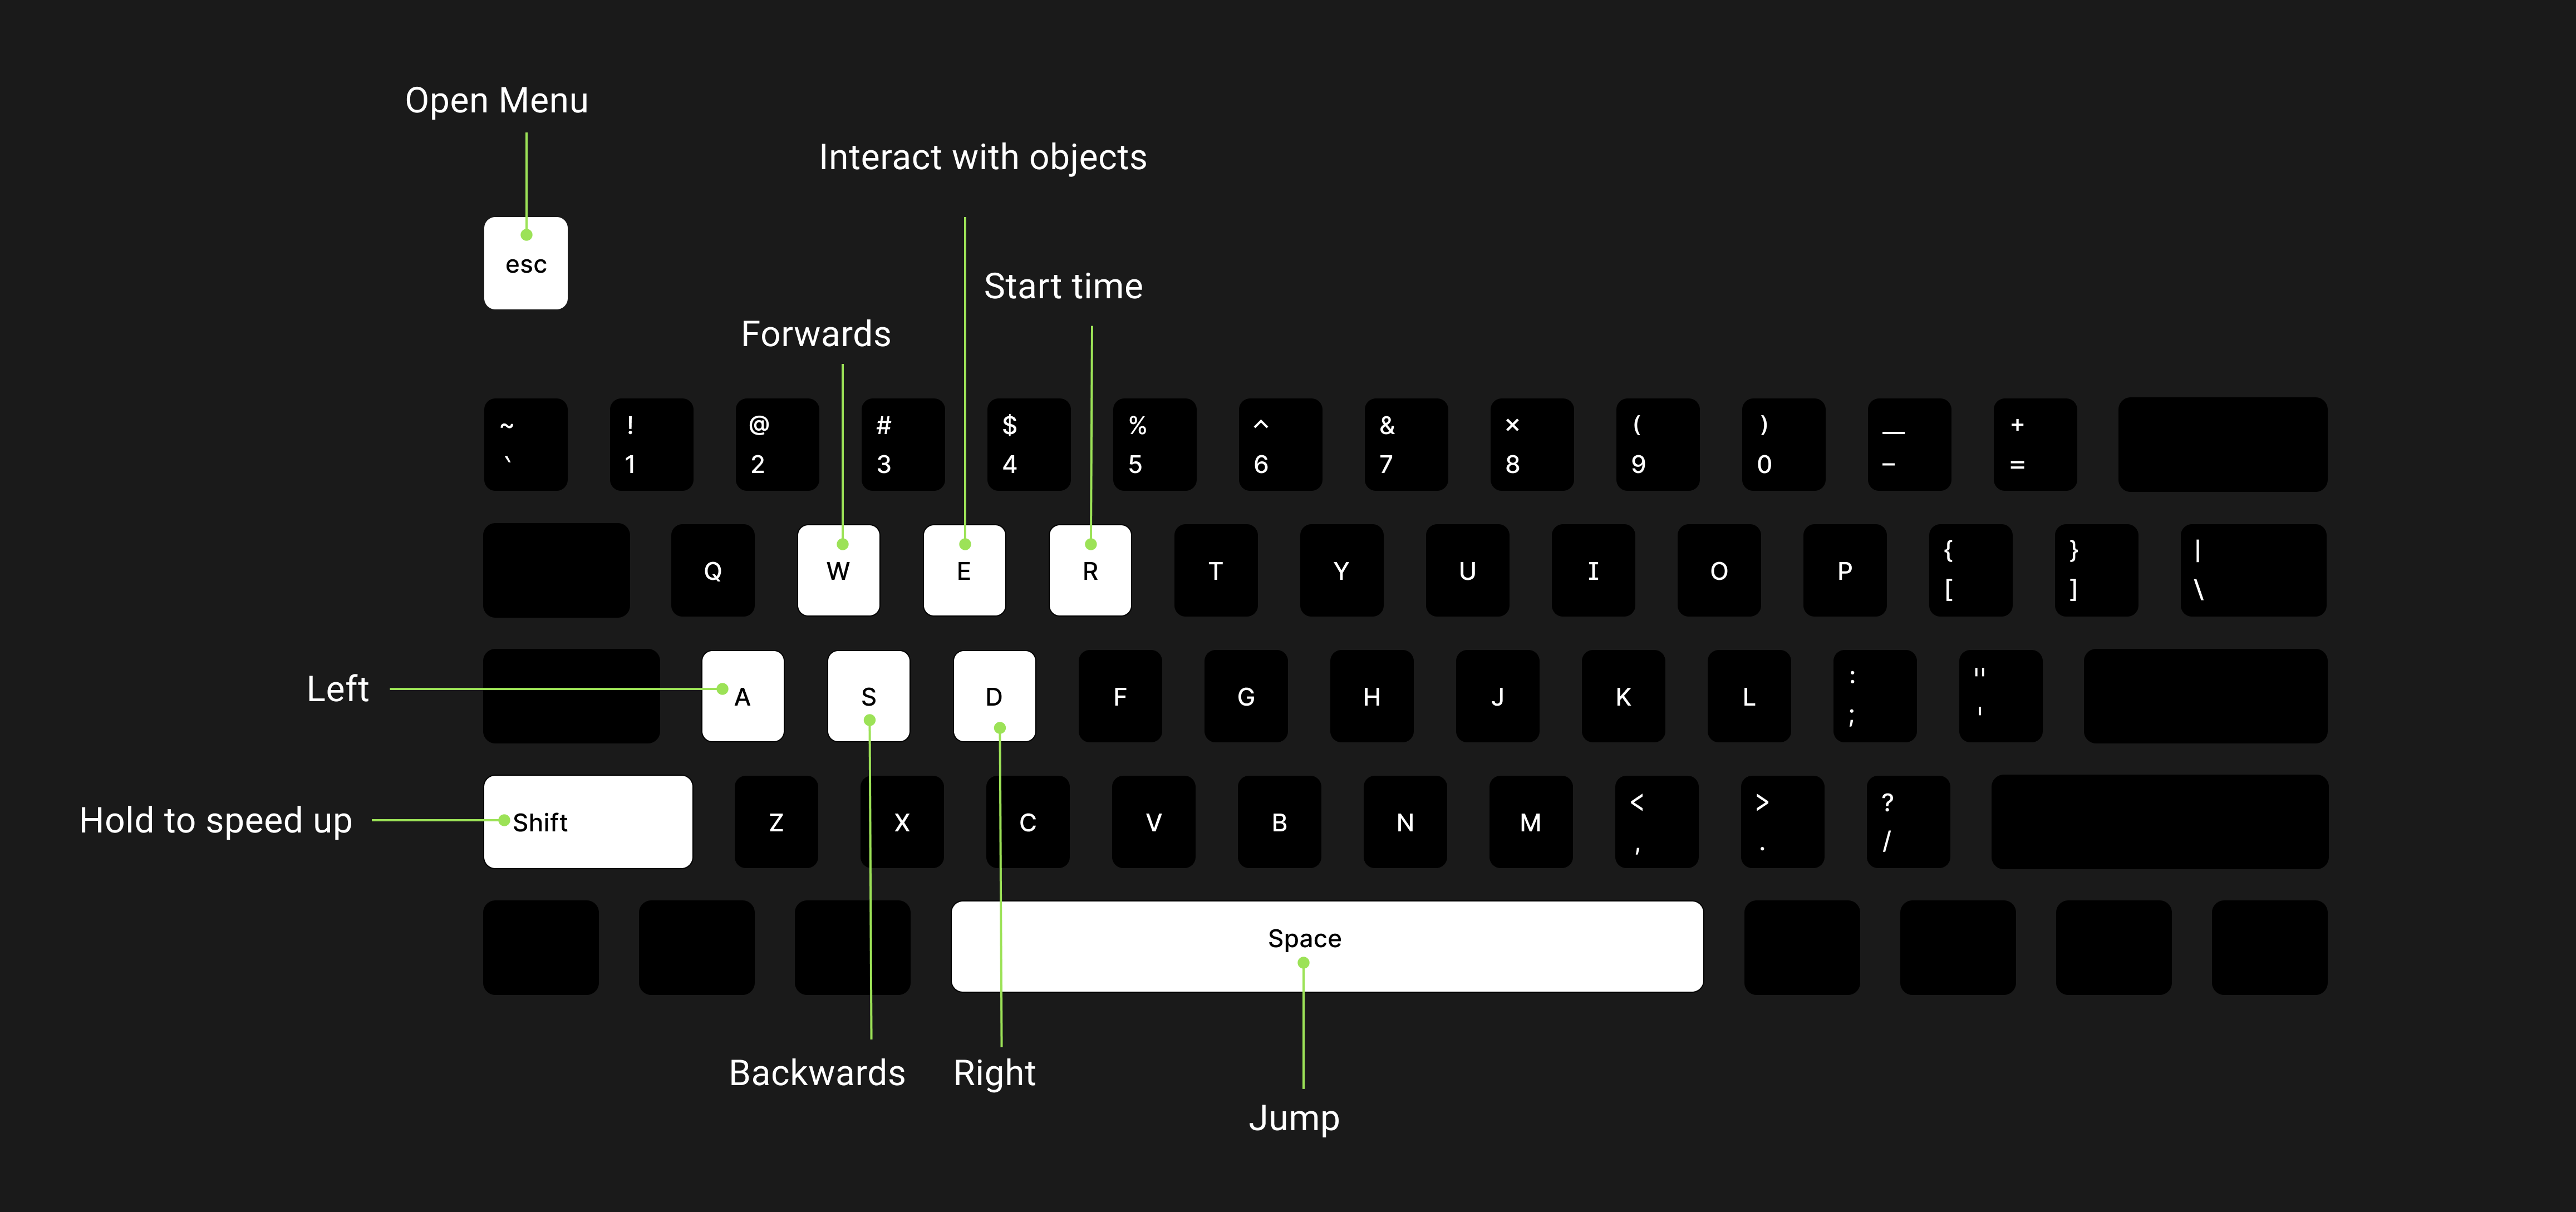 Open Menu
Interact with objects
esc
Start time
Forwards
~ ! @ # $ % ^ & × ( ) — +
` 1 2 3 4 5 6 7 8 9 0 − =
Q W E R T Y U I O P { } |
[ ] \
Left A S D F G H J K L : "
; '
Hold to speed up Shift Z X C V B N M < > ?
, . /
Space
Backwards Right
Jump